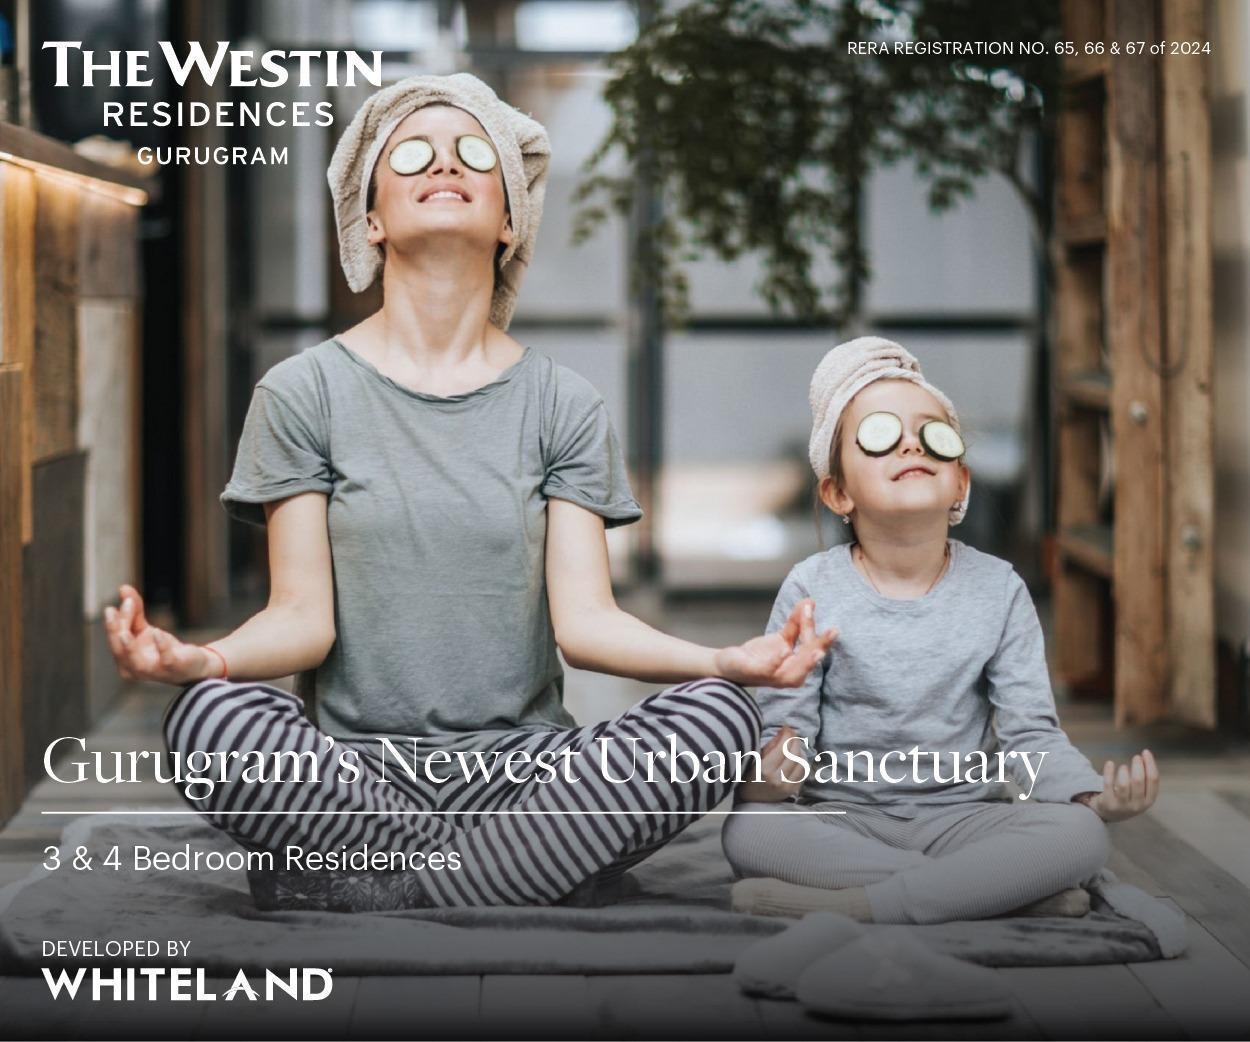 THE WESTIN
RESIDENCES
GURUGRAM
RERA REGISTRATION NO. 65, 66 & 67 of 2024
Gurugram’s Newest Urban Sanctuary
3 & 4 Bedroom Residences
DEVELOPED BY
WHITELAND